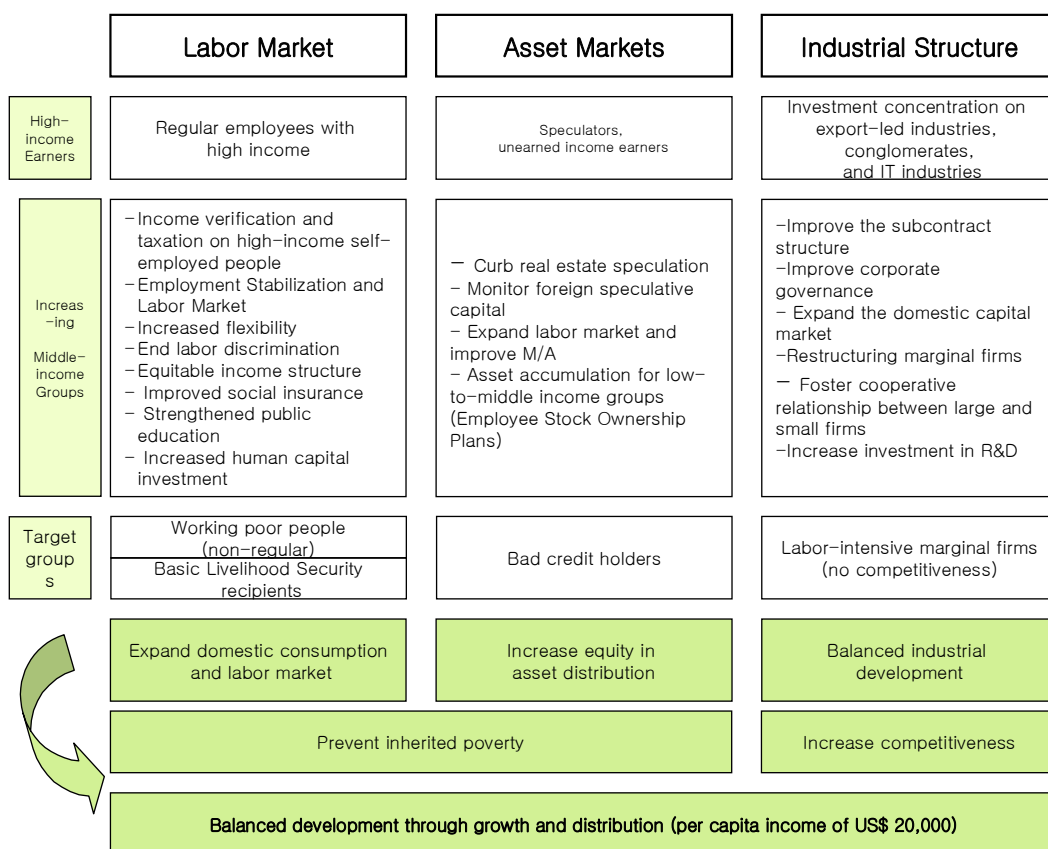 Labor Market
Asset Markets
Industrial Structure
High-
income
Earners
Regular employees with
high income
Speculators,
unearned income earners
Investment concentration on
export-led industries,
conglomerates,
and IT industries
Increas
-ing
Middle-
income
Groups
-Income verification and
taxation on high-income self-
employed people
-Employment Stabilization and
Labor Market
-Increased flexibility
-End labor discrimination
-Equitable income structure
- Improved social insurance
- Strengthened public
education
- Increased human capital
investment
- Curb real estate speculation
- Monitor foreign speculative
capital
- Expand labor market and
improve M/A
- Asset accumulation for low-
to-middle income groups
(Employee Stock Ownership
Plans)
-Improve the subcontract
structure
-Improve corporate
governance
- Expand the domestic capital
market
-Restructuring marginal firms
- Foster cooperative
relationship between large and
small firms
-Increase investment in R&D
Target
group
s
Working poor people
(non-regular)
Basic Livelihood Security
recipients
Bad credit holders
Labor-intensive marginal firms
(no competitiveness)
Expand domestic consumption
and labor market
Increase equity in
asset distribution
Balanced industrial
development
Prevent inherited poverty
Increase competitiveness
Balanced development through growth and distribution (per capita income of US$ 20,000)